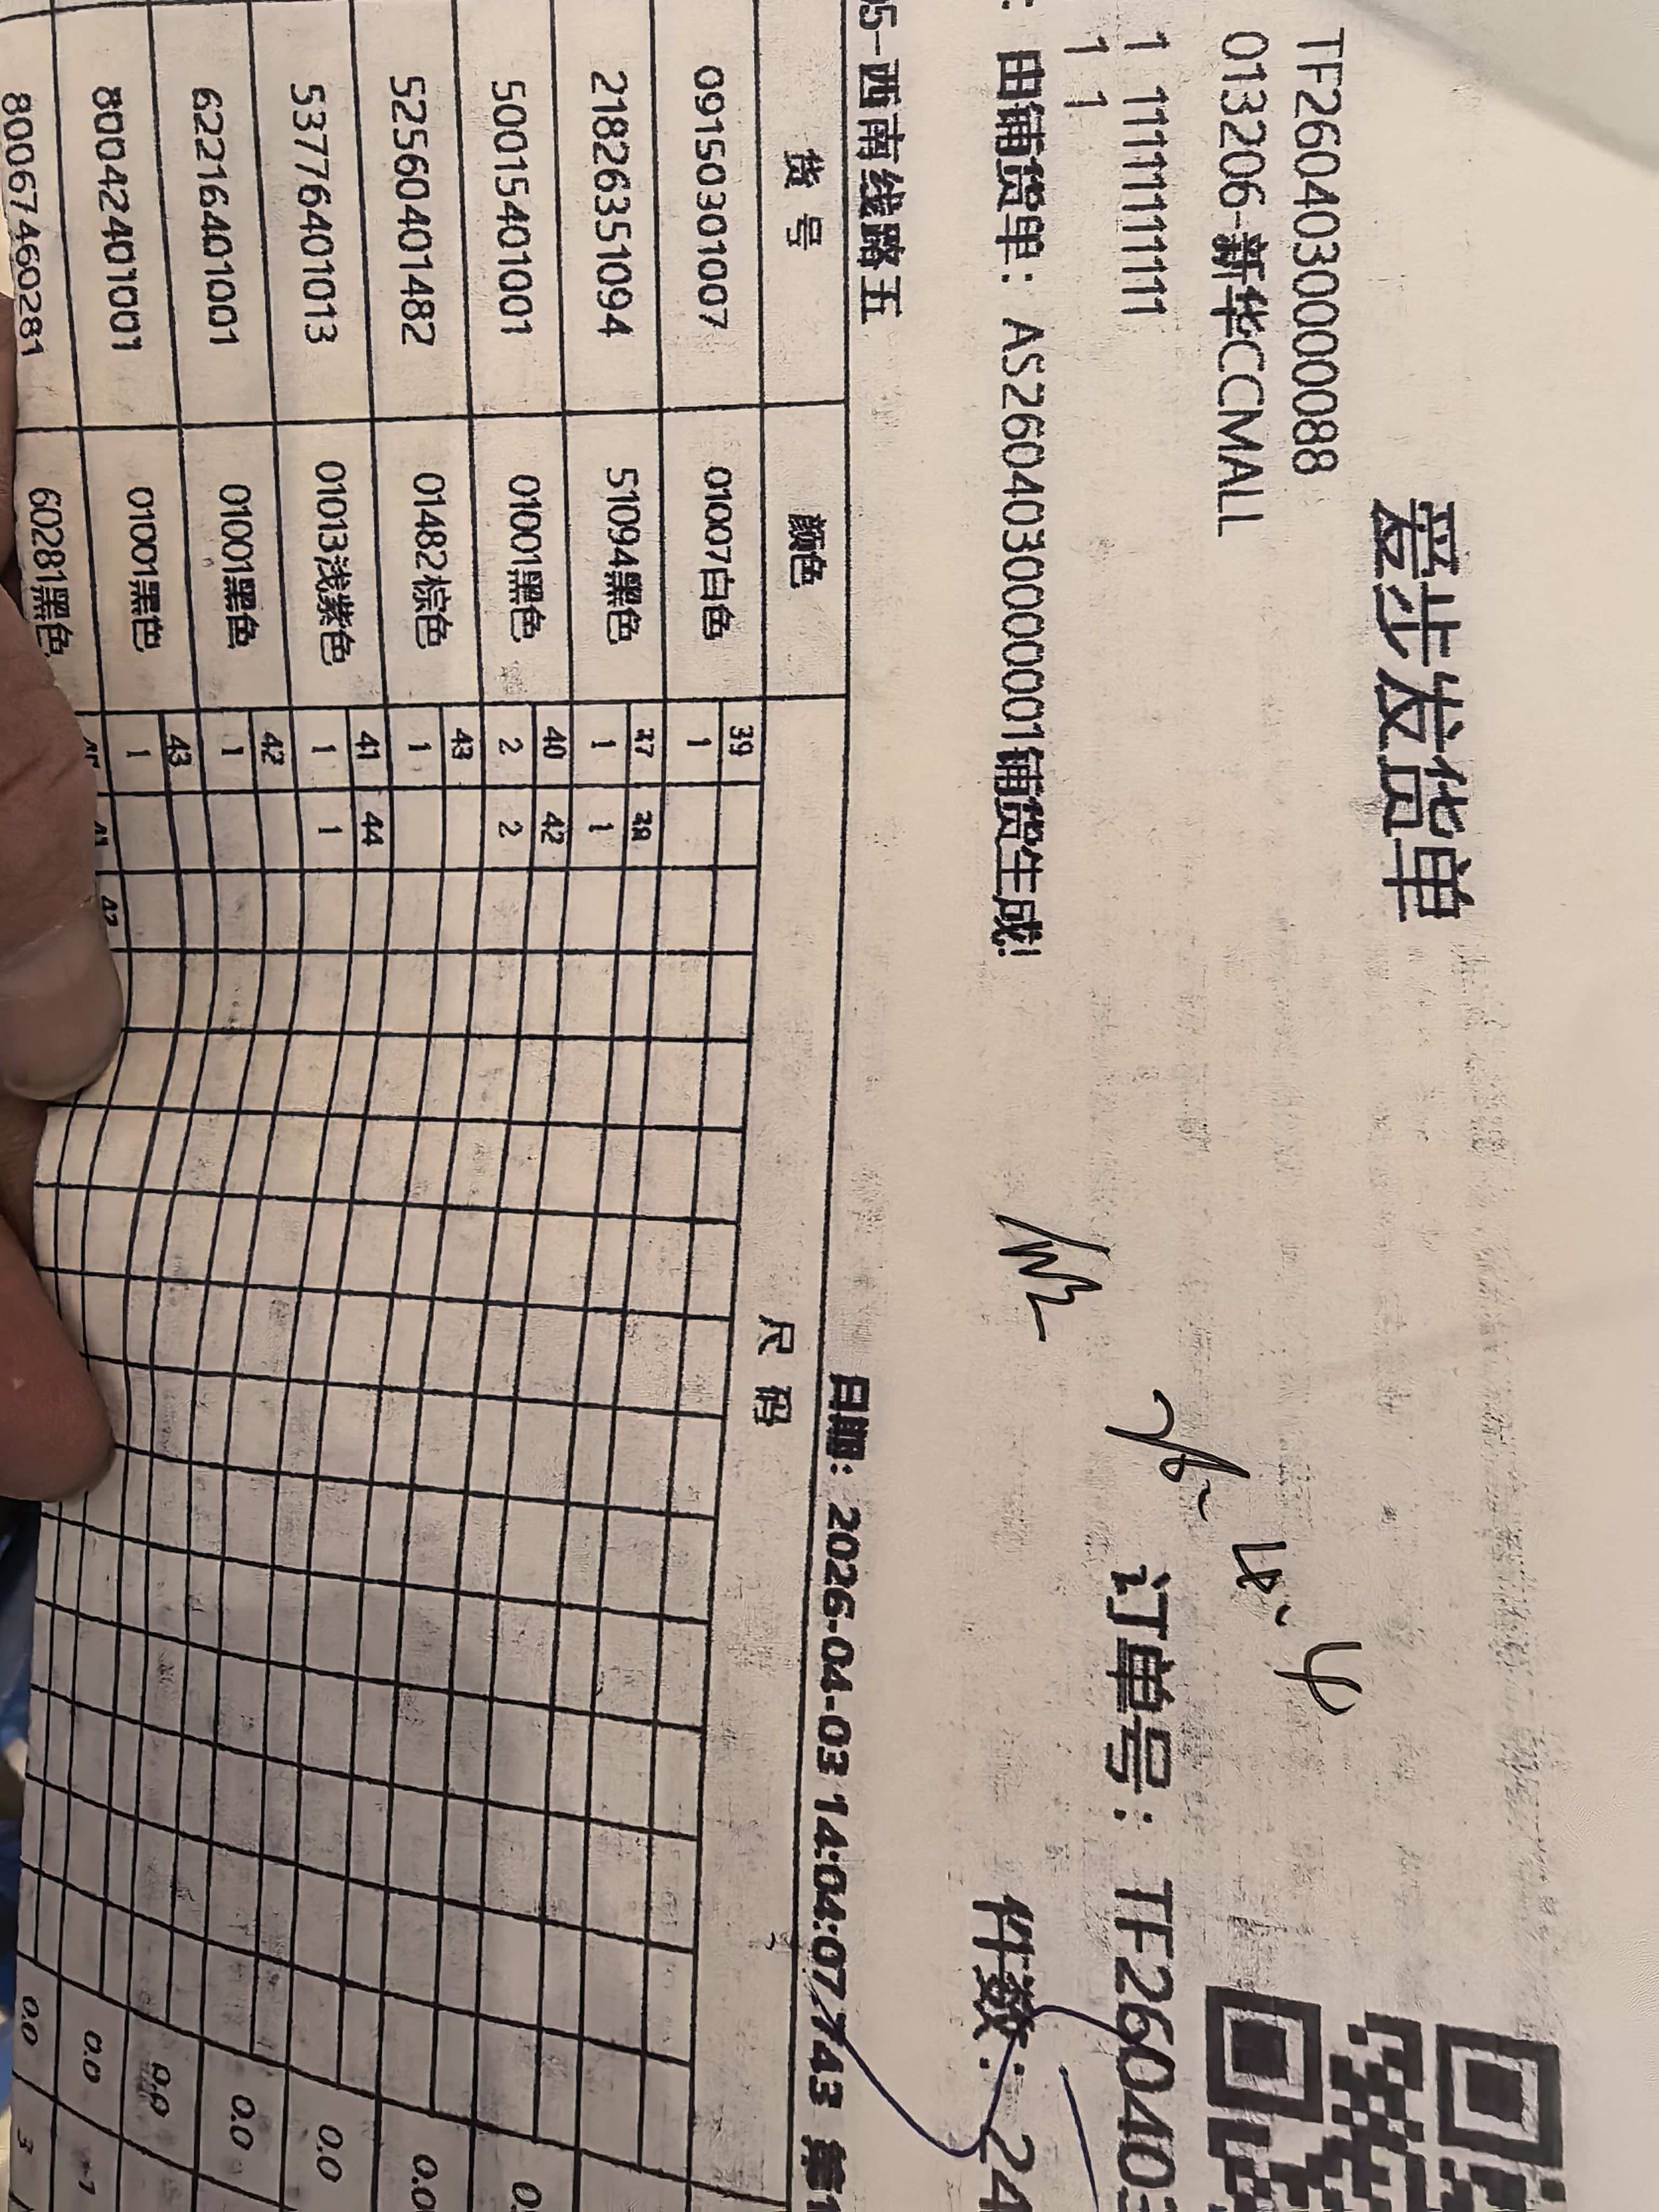 爱步发货单
TF26040300000088
013206-新华CCMALL
1 11111111111
1 1
订单号：TF260403
：由铺货单：AS26040300000001铺货生成!
件数：24
05-西南线路五
日期：2026-04-03 14:04:07.743 第1
货号 颜色 尺码
09150301007 01007白色 39
1
21826351094 51094黑色 37 38
1 1
50015401001 01001黑色 40 42
2 2 0.
52560401482 01482棕色 43
1 0.0
53776401013 01013浅紫色 41 44
1 1 0.0
62216401001 01001黑色 42
1 0.0
80042401001 01001黑色 43
1 0.0
80067460281 60281黑色 42
0.0
0.0 3